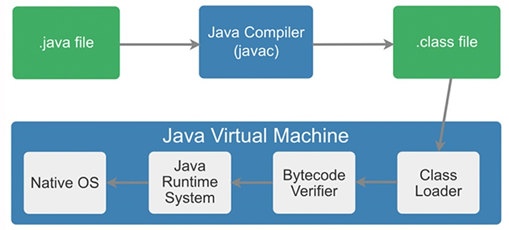 .java file
Java Compiler
(javac)
.class file
Java Virtual Machine
Native OS
Java
Runtime
System
Bytecode
Verifier
Class
Loader